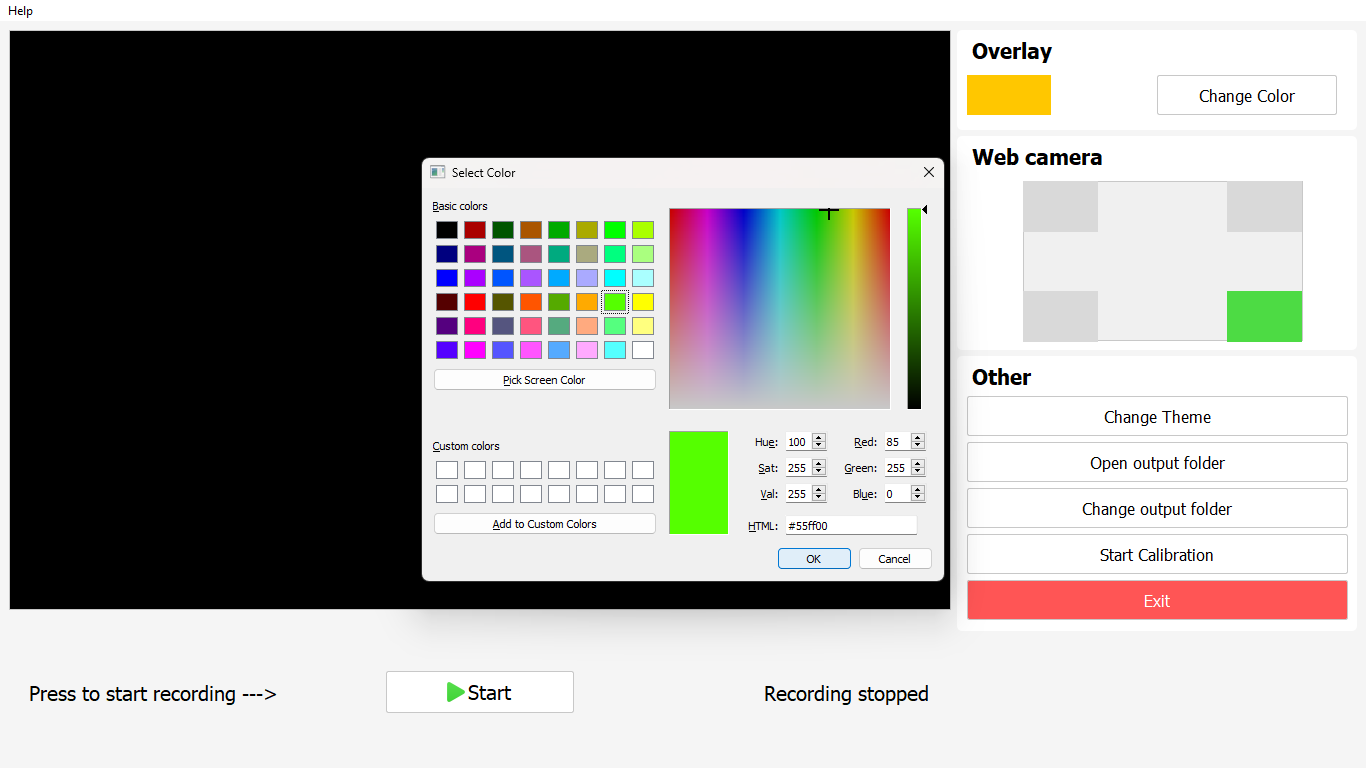 Help
Overlay
Change Color
Web camera
Select Color
Basic colors
Pick Screen Color
Custom colors
Add to Custom Colors
Hue: 100 Red: 85
Sat: 255 Green: 255
Val: 255 Blue: 0
HTML: #55ff00
OK Cancel
Other
Change Theme
Open output folder
Change output folder
Start Calibration
Exit
Press to start recording --->
Start
Recording stopped